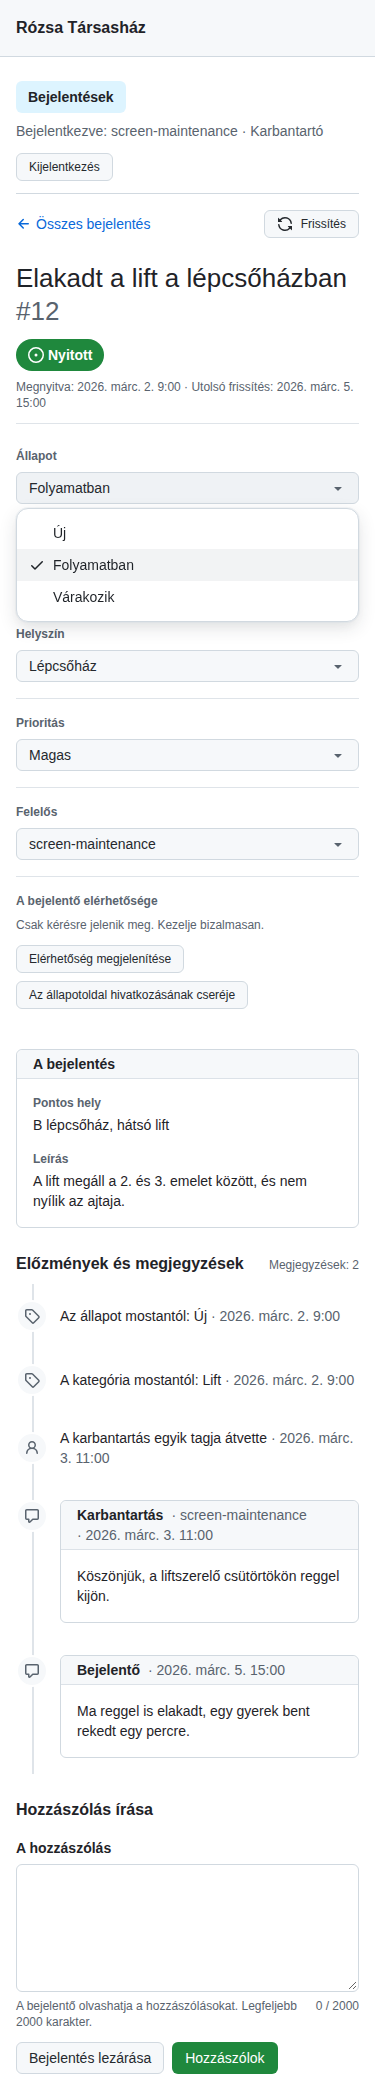 Rózsa Társasház
Bejelentések
Bejelentkezve: screen-maintenance · Karbantartó
Kijelentkezés
Összes bejelentés
Frissítés
Elakadt a lift a lépcsőházban
#12
Nyitott
Megnyitva: 2026. márc. 2. 9:00 · Utolsó frissítés: 2026. márc. 5.
15:00
Állapot
Folyamatban
Új
Folyamatban
Várakozik
Helyszín
Lépcsőház
Prioritás
Magas
Felelős
screen-maintenance
A bejelentő elérhetősége
Csak kérésre jelenik meg. Kezelje bizalmasan.
Elérhetőség megjelenítése
Az állapotoldal hivatkozásának cseréje
A bejelentés
Pontos hely
B lépcsőház, hátsó lift
Leírás
A lift megáll a 2. és 3. emelet között, és nem
nyílik az ajtaja.
Előzmények és megjegyzések
Megjegyzések: 2
Az állapot mostantól: Új · 2026. márc. 2. 9:00
A kategória mostantól: Lift · 2026. márc. 2. 9:00
A karbantartás egyik tagja átvette · 2026. márc.
3. 11:00
Karbantartás · screen-maintenance
· 2026. márc. 3. 11:00
Köszönjük, a liftszerelő csütörtökön reggel
kijön.
Bejelentő · 2026. márc. 5. 15:00
Ma reggel is elakadt, egy gyerek bent
rekedt egy percre.
Hozzászólás írása
A hozzászólás
A bejelentő olvashatja a hozzászólásokat. Legfeljebb
2000 karakter.
0 / 2000
Bejelentés lezárása
Hozzászólok